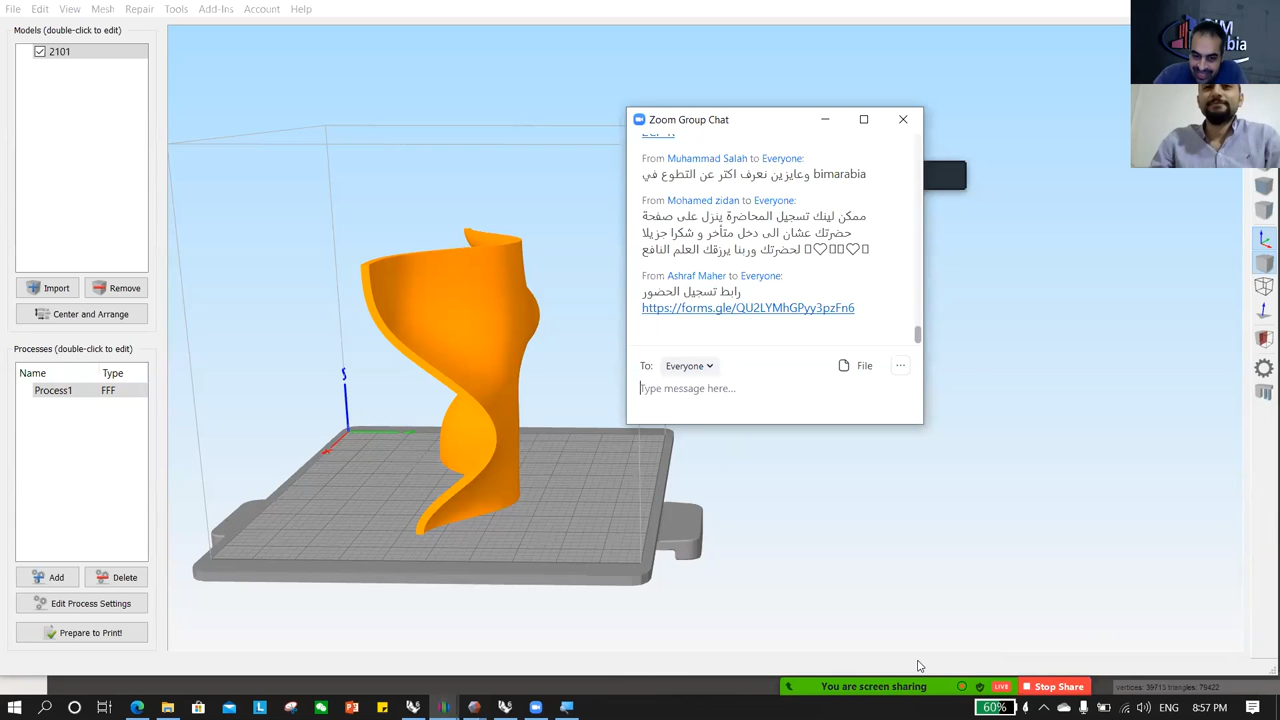 File Edit View Mesh Repair Tools Add-Ins Account Help
Models (double-click to edit)
2101
Import Remove
Center and Arrange
Processes (double-click to edit)
Name Type
Process1 FFF
Add Delete
Edit Process Settings
Prepare to Print!
Zoom Group Chat
From Muhammad Salah to Everyone:
وعايزين نعرف اكتر عن التطوع في bimarabia
From Mohamed zidan to Everyone:
ممكن لينك تسجيل المحاضرة ينزل على صفحة
حضرتك عشان الى دخل متأخر و شكرا جزيلا
لحضرتك وربنا يرزقك العلم النافع
From Ashraf Maher to Everyone:
رابط تسجيل الحضور
https://forms.gle/QU2LYMhGPyy3pzFn6
To: Everyone File ...
Type message here...
You are screen sharing LIVE Stop Share
vertices: 39713 triangles: 79422
60% ENG 8:57 PM